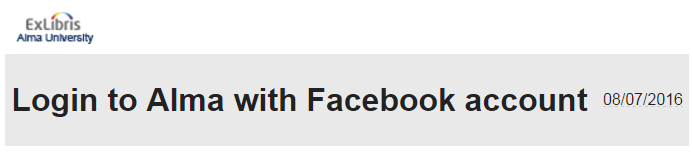 ExLibris
Alma University
Login to Alma with Facebook account 08/07/2016